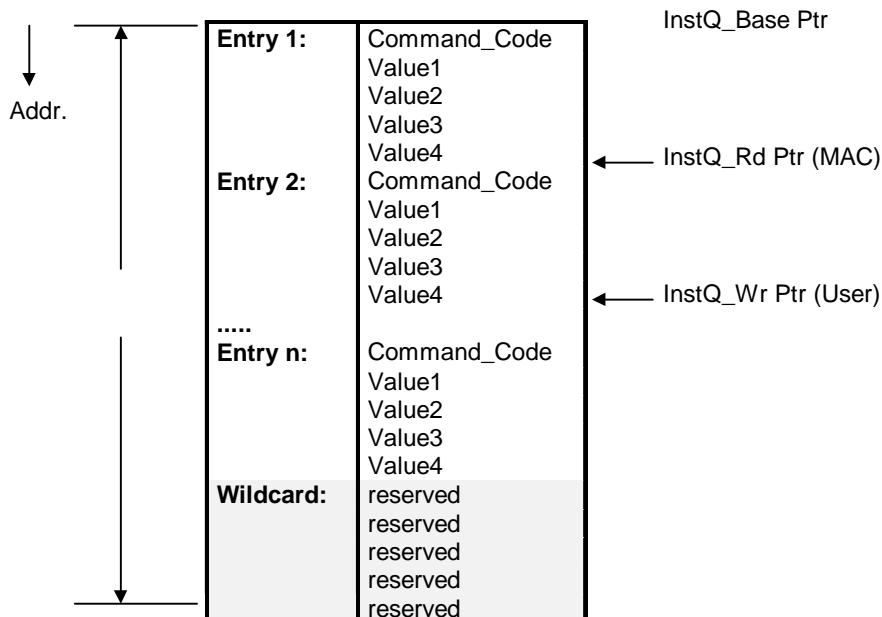 InstQ_Base Ptr
Entry 1: Command_Code
Value1
Value2
Addr.
Value3
Value4
InstQ_Rd Ptr (MAC)
Entry 2: Command_Code
Value1
Value2
Value3
Value4
InstQ_Wr Ptr (User)
.....
Entry n: Command_Code
Value1
Value2
Value3
Value4
Wildcard: reserved
reserved
reserved
reserved
reserved